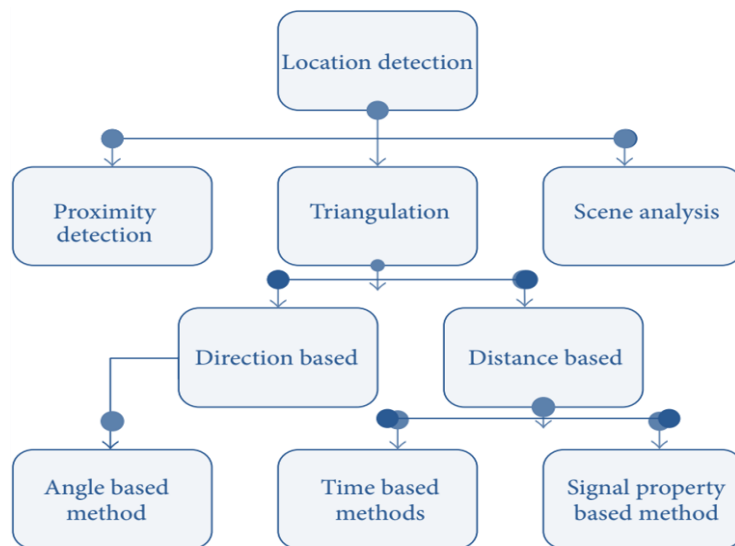 Location detection
Proximity
detection
Triangulation
Scene analysis
Direction based
Distance based
Angle based
method
Time based
methods
Signal property
based method